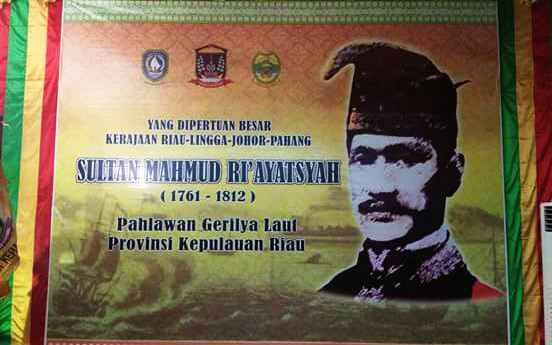 YANG DIPERTUAN BESAR
KERAJAAN RIAU-LINGGA-JOHOR-PAHANG
SULTAN MAHMUD RI'AYATSYAH
( 1761 - 1812 )
Pahlawan Gerilya Laut
Provinsi Kepulauan Riau